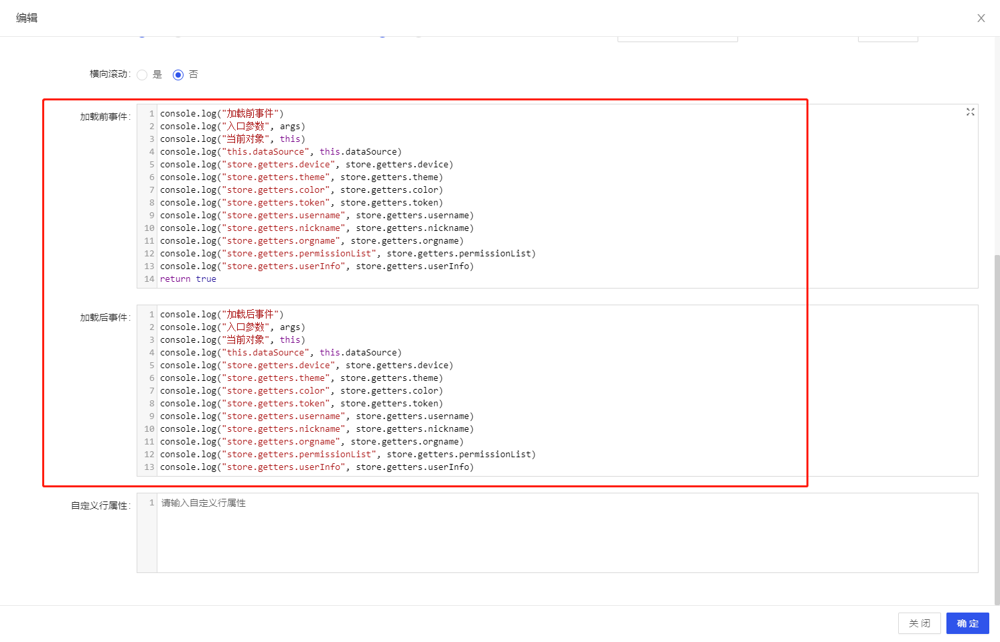 编辑
横向滚动: 是 否
加载前事件:
1 console.log("加载前事件")
2 console.log("入口参数", args)
3 console.log("当前对象", this)
4 console.log("this.dataSource", this.dataSource)
5 console.log("store.getters.device", store.getters.device)
6 console.log("store.getters.theme", store.getters.theme)
7 console.log("store.getters.color", store.getters.color)
8 console.log("store.getters.token", store.getters.token)
9 console.log("store.getters.username", store.getters.username)
10 console.log("store.getters.nickname", store.getters.nickname)
11 console.log("store.getters.orgname", store.getters.orgname)
12 console.log("store.getters.permissionList", store.getters.permissionList)
13 console.log("store.getters.userInfo", store.getters.userInfo)
14 return true
加载后事件:
1 console.log("加载后事件")
2 console.log("入口参数", args)
3 console.log("当前对象", this)
4 console.log("this.dataSource", this.dataSource)
5 console.log("store.getters.device", store.getters.device)
6 console.log("store.getters.theme", store.getters.theme)
7 console.log("store.getters.color", store.getters.color)
8 console.log("store.getters.token", store.getters.token)
9 console.log("store.getters.username", store.getters.username)
10 console.log("store.getters.nickname", store.getters.nickname)
11 console.log("store.getters.orgname", store.getters.orgname)
12 console.log("store.getters.permissionList", store.getters.permissionList)
13 console.log("store.getters.userInfo", store.getters.userInfo)
自定义行属性:
1 请输入自定义行属性
关 闭 确 定